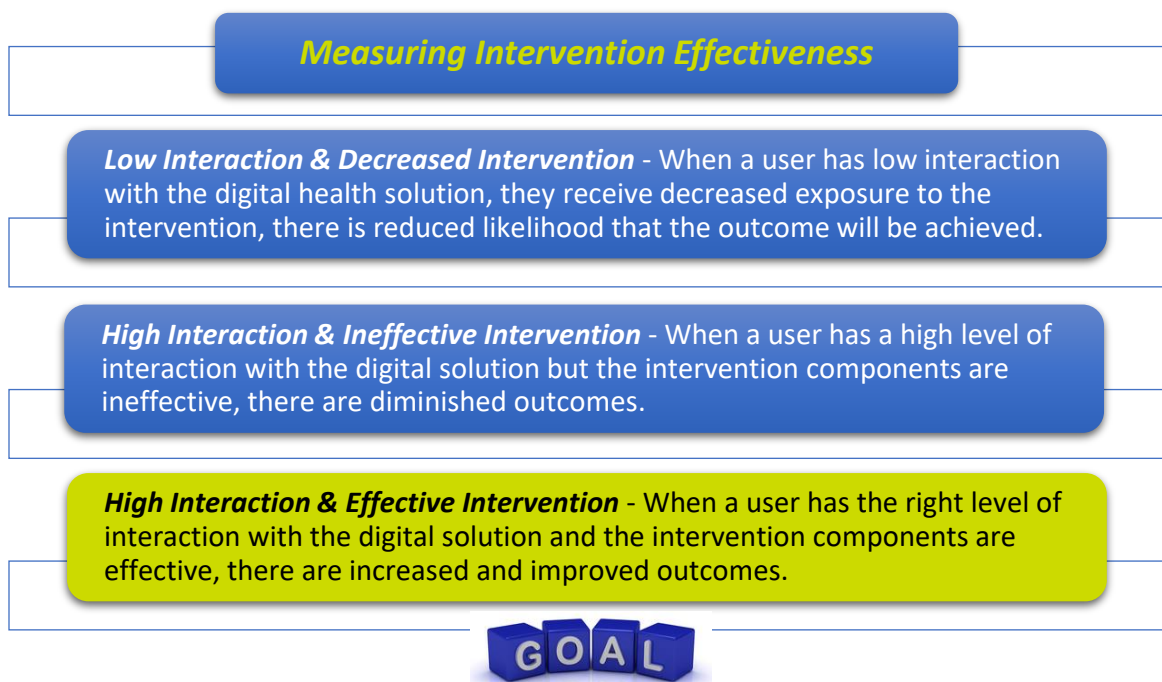 Measuring Intervention Effectiveness
Low Interaction & Decreased Intervention - When a user has low interaction
with the digital health solution, they receive decreased exposure to the
intervention, there is reduced likelihood that the outcome will be achieved.
High Interaction & Ineffective Intervention - When a user has a high level of
interaction with the digital solution but the intervention components are
ineffective, there are diminished outcomes.
High Interaction & Effective Intervention - When a user has the right level of
interaction with the digital solution and the intervention components are
effective, there are increased and improved outcomes.
GOAL